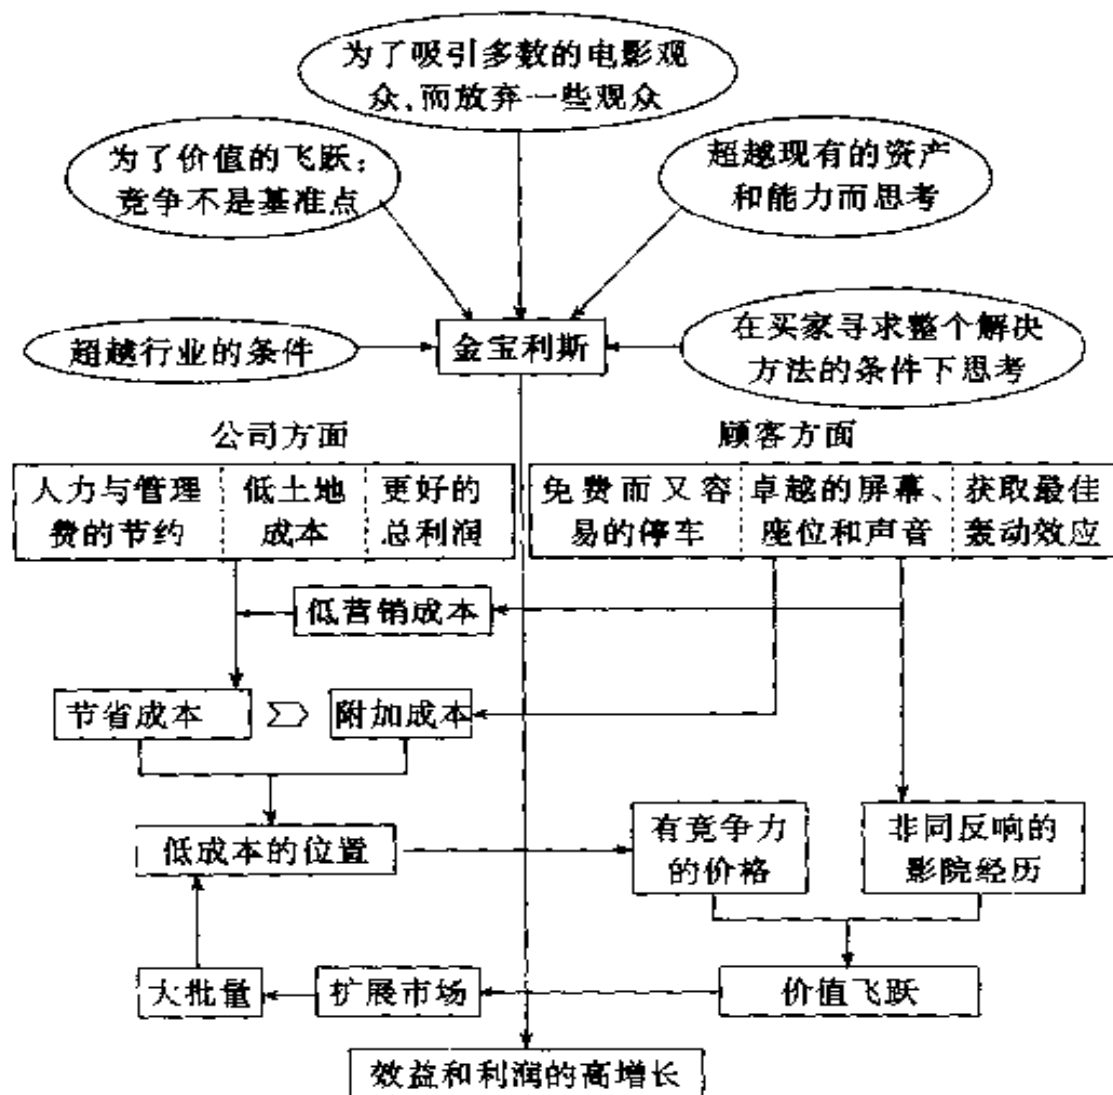 为了吸引多数的电影观
众,而放弃一些观众
为了价值的飞跃:
竞争不是基准点
超越现有的资产
和能力而思考
超越行业的条件
金宝利斯
在买家寻求整个解决
方法的条件下思考
公司方面
顾客方面
人力与管理
费的节约
低土地
成本
更好的
总利润
免费而又容
易的停车
卓越的屏幕、
座位和声音
获取最佳
轰动效应
低营销成本
节省成本
附加成本
低成本的位置
有竞争力
的价格
非同反响的
影院经历
大批量
扩展市场
价值飞跃
效益和利润的高增长